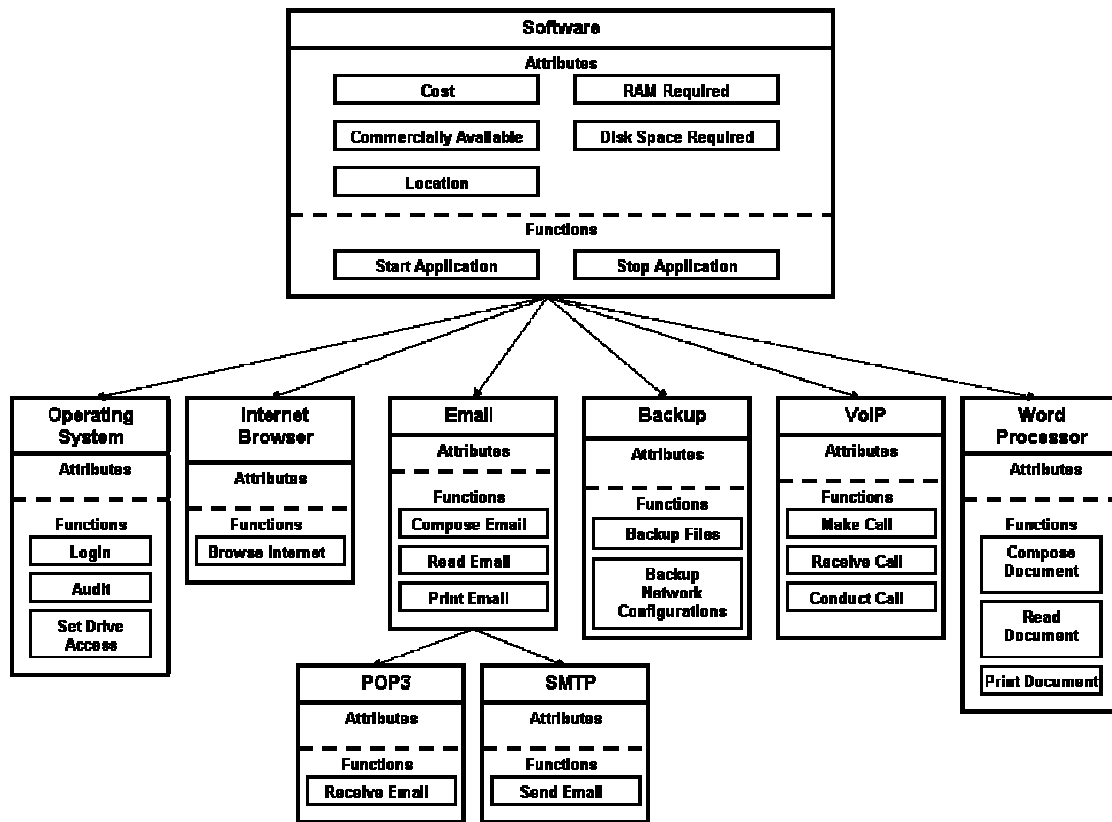 Software
Attributes
Cost
RAM Required
Commercially Available
Disk Space Required
Location
Functions
Start Application
Stop Application
Operating
System
Attributes
Functions
Login
Audit
Set Drive
Access
Internet
Browser
Attributes
Functions
Browse Internet
Email
Attributes
Functions
Compose Email
Read Email
Print Email
Backup
Attributes
Functions
Backup Files
Backup
Network
Configurations
VoIP
Attributes
Functions
Make Call
Receive Call
Conduct Call
Word
Processor
Attributes
Functions
Compose
Document
Read
Document
Print Document
POP3
Attributes
Functions
Receive Email
SMTP
Attributes
Functions
Send Email